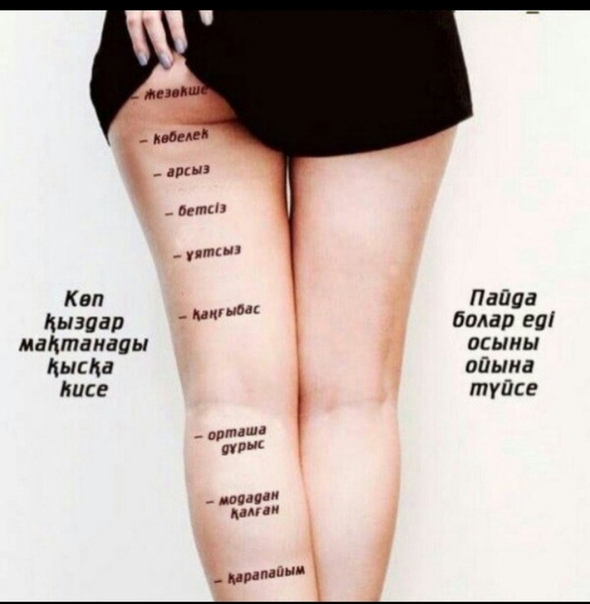 – жезөкше
– көбелек
– арсыз
– бетсіз
– ұятсыз
– қаңғыбас
Көп
қыздар
мақтанады
қысқа
кисе
Пайда
болар еді
осыны
ойына
түйсе
– орташа
дұрыс
– модадан
қалған
– қарапайым